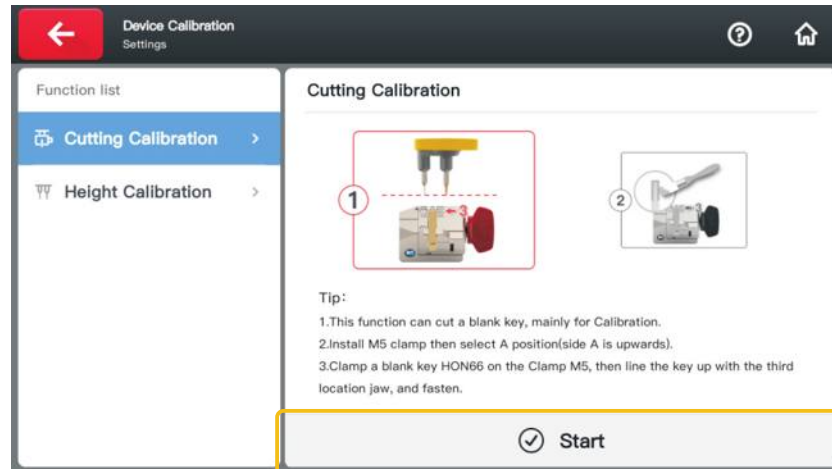 Device Calibration
Settings
Function list
Cutting Calibration
Height Calibration
Cutting Calibration
1
3
2
Tip:
1.This function can cut a blank key, mainly for Calibration.
2.Install M5 clamp then select A position(side A is upwards).
3.Clamp a blank key HON66 on the Clamp M5, then line the key up with the third
location jaw, and fasten.
Start